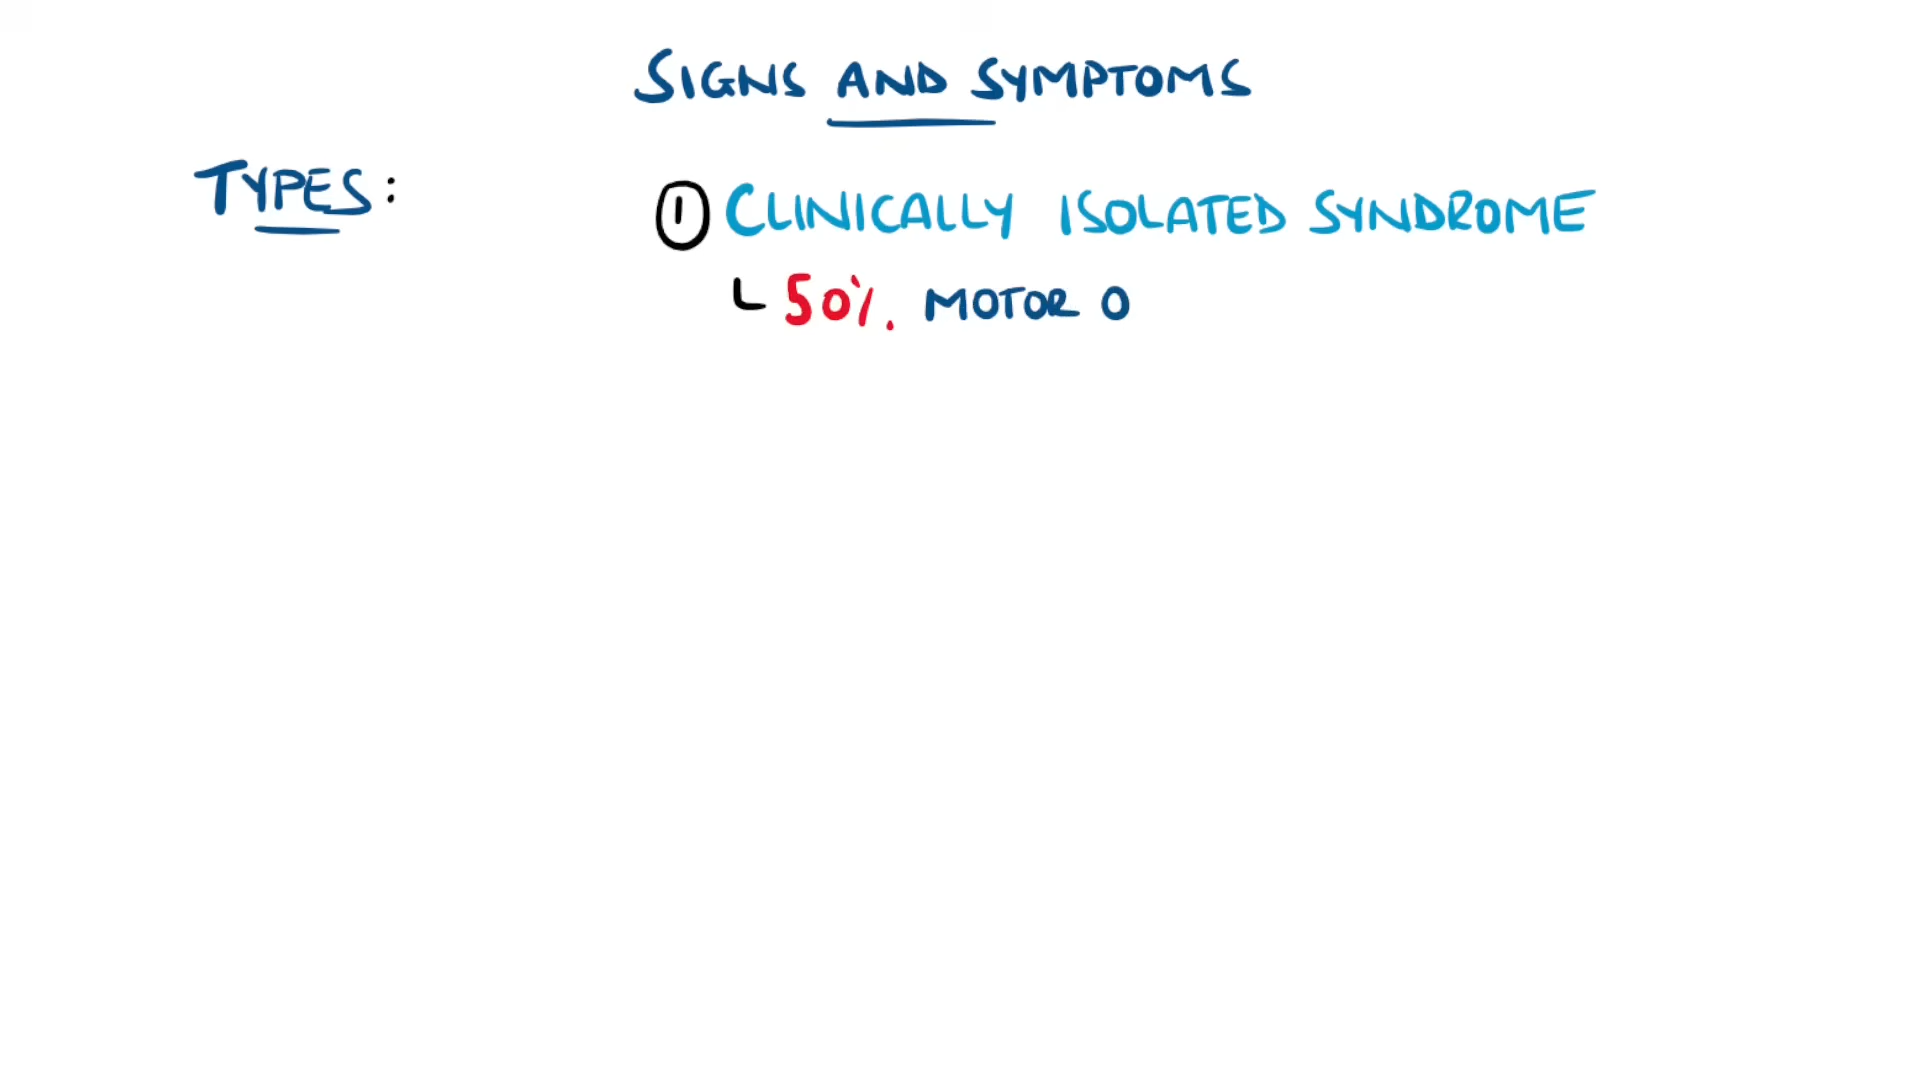 SIGNS AND SYMPTOMS
TYPES:
1 CLINICALLY ISOLATED SYNDROME
50% MOTOR O